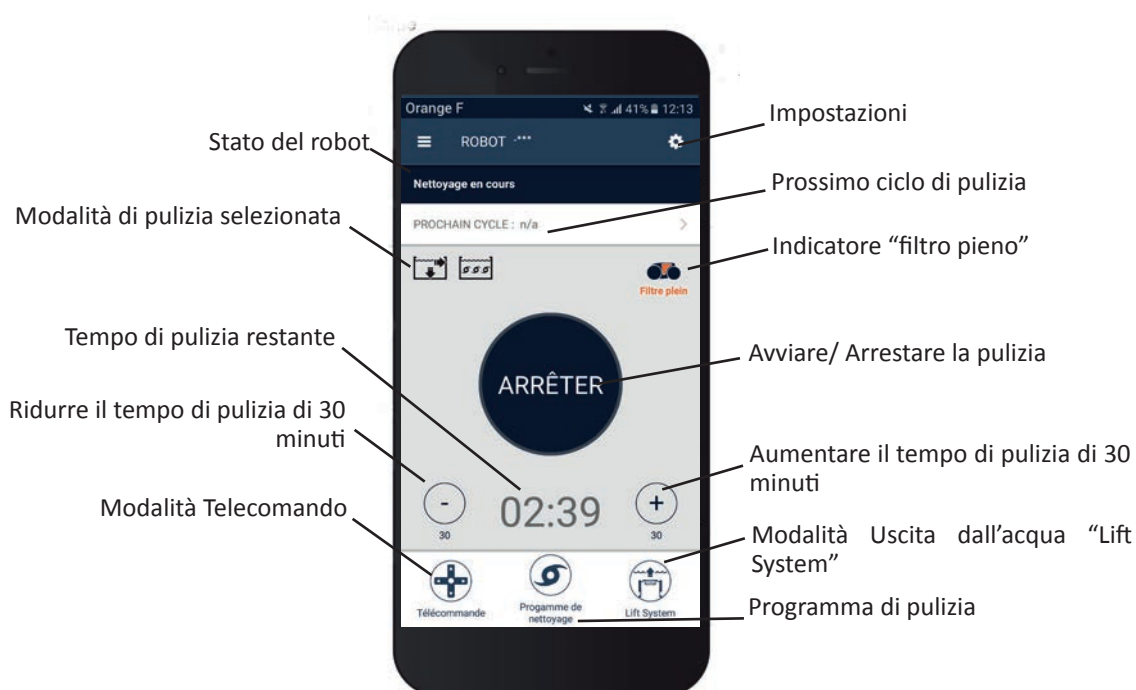 Orange F 41% 12:13
Impostazioni
Stato del robot
ROBOT -***
Nettoyage en cours
Prossimo ciclo di pulizia
Modalità di pulizia selezionata
PROCHAIN CYCLE : n/a
Indicatore “filtro pieno”
Filtre plein
Tempo di pulizia restante
Avviare/ Arrestare la pulizia
ARRÊTER
Ridurre il tempo di pulizia di 30
minuti
Aumentare il tempo di pulizia di 30
minuti
-
02:39
+
30
30
Modalità Telecomando
Modalità Uscita dall’acqua “Lift
System”
Télécommande
Progamme de
nettoyage
Lift System
Programma di pulizia